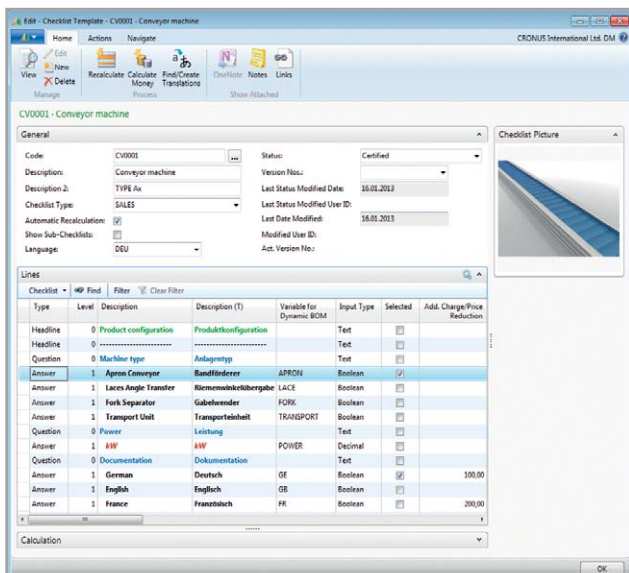 Edit - Checklist Template - CV0001 - Conveyor machine
Home Actions Navigate CRONUS International Ltd. DM
View Edit New Delete
Manage
Recalculate Calculate Money Find/Create Translations
Process
OneNote Notes Links
Show Attached
CV0001 - Conveyor machine
General
Code: CV0001 ...
Description: Conveyor machine
Description 2: TYPE Ax
Checklist Type: SALES
Automatic Recalculation:
Show Sub-Checklists:
Language: DEU
Status: Certified
Version Nos.:
Last Status Modified Date: 16.01.2013
Last Status Modified User ID:
Last Date Modified: 16.01.2013
Modified User ID:
Act. Version No.:
Checklist Picture
Lines
Checklist Find Filter Clear Filter
Type Level Description Description (T) Variable for Dynamic BOM Input Type Selected Add. Charge/Price Reduction
Headline 0 Product configuration Produktkonfiguration Text
Headline 0 ------------------------ ------------------------ Text
Question 0 Machine type Anlagentyp Text
Answer 1 Apron Conveyor Bandförderer APRON Boolean
Answer 1 Laces Angle Transfer Riemenwinkelübergabe LACE Boolean
Answer 1 Fork Separator Gabelwender FORK Boolean
Answer 1 Transport Unit Transporteinheit TRANSPORT Boolean
Question 0 Power Leistung Text
Answer 1 kW kW POWER Decimal
Question 0 Documentation Dokumentation Text
Answer 1 German Deutsch GE Boolean 100,00
Answer 1 English Englisch GB Boolean
Answer 1 France Französisch FR Boolean 200,00
Calculation
OK